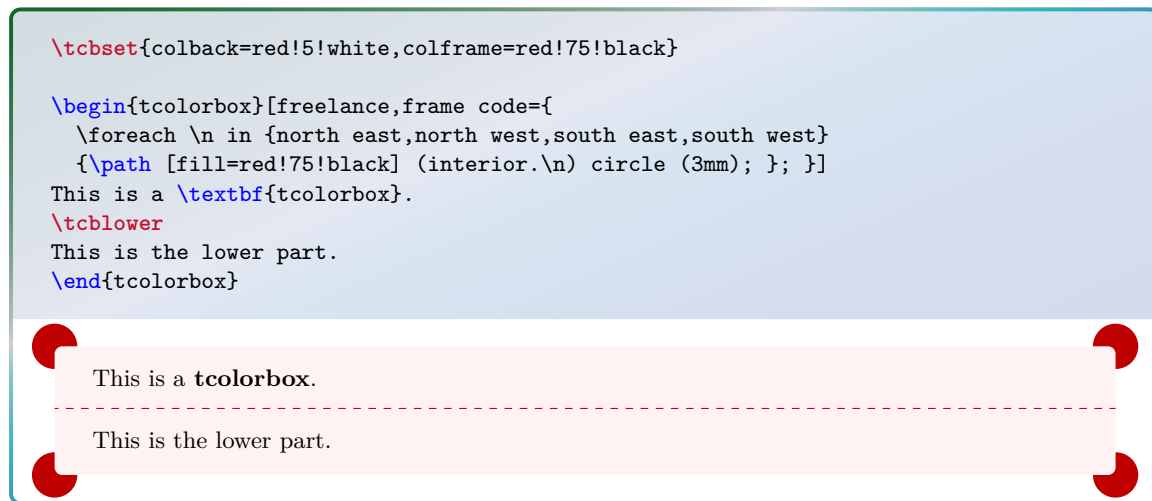 \tcbset{colback=red!5!white,colframe=red!75!black}
\begin{tcolorbox}[freelance,frame code={
  \foreach \n in {north east,north west,south east,south west}
  {\path [fill=red!75!black] (interior.\n) circle (3mm); }; }]
This is a \textbf{tcolorbox}.
\tcblower
This is the lower part.
\end{tcolorbox}
This is a tcolorbox.
This is the lower part.